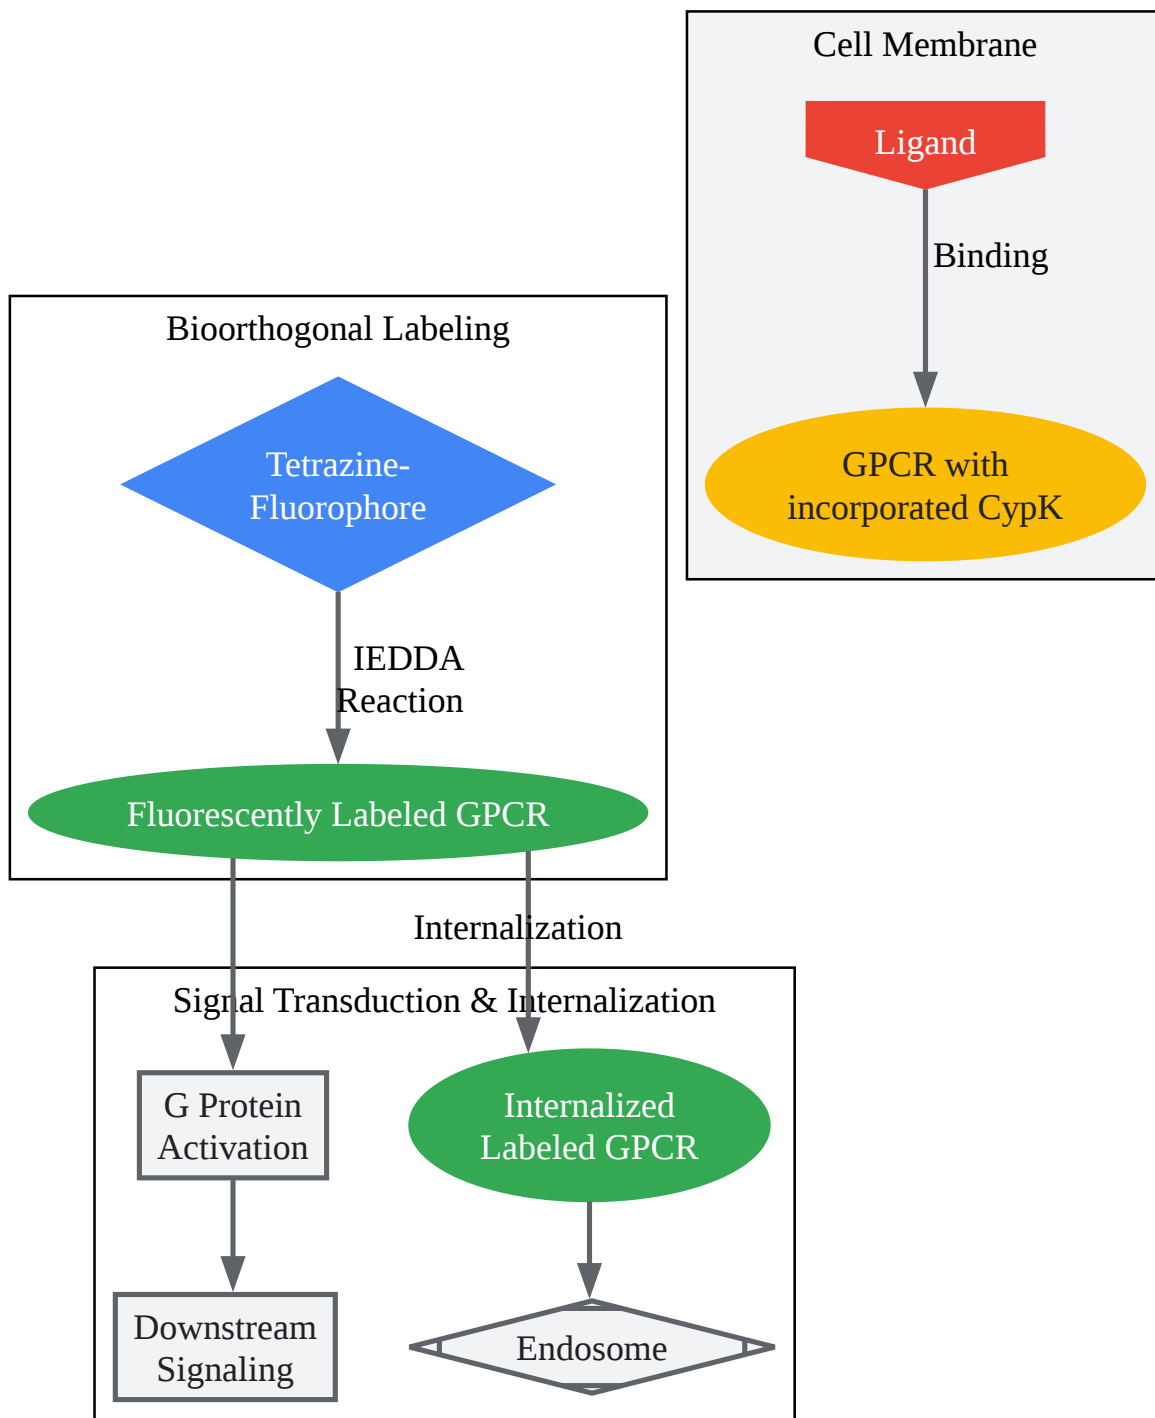 Cell Membrane
Ligand
Binding
GPCR with
incorporated CypK
Bioorthogonal Labeling
Tetrazine-
Fluorophore
IEDDA
Reaction
Fluorescently Labeled GPCR
Internalization
Signal Transduction & Internalization
G Protein
Activation
Internalized
Labeled GPCR
Downstream
Signaling
Endosome